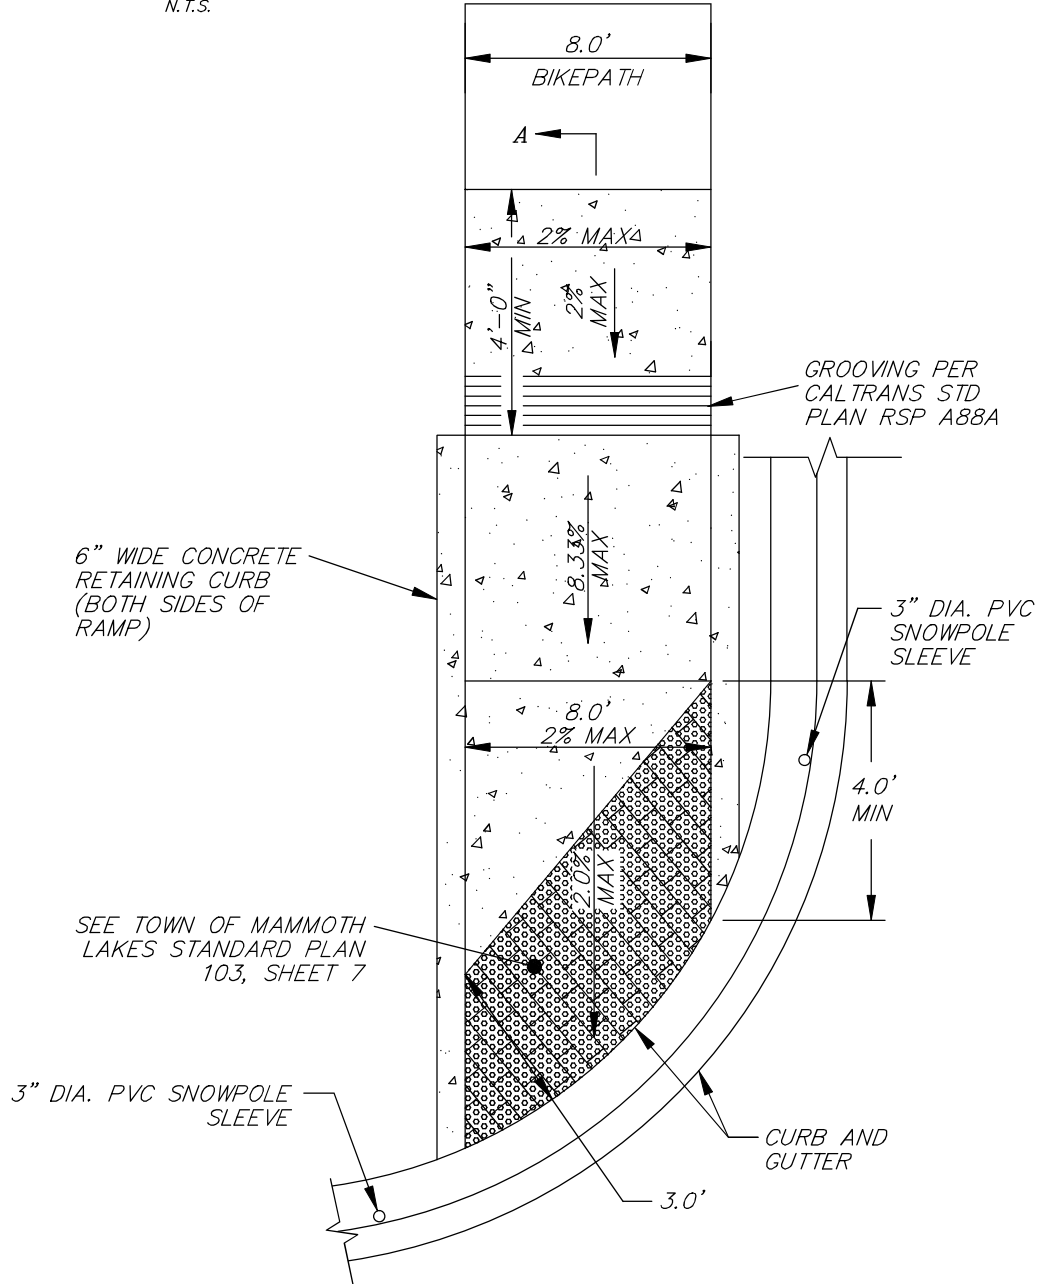 N.T.S.
8.0'
BIKEPATH
A
2% MAX
4'-0"
MIN
2%
MAX
GROOVING PER
CALTRANS STD
PLAN RSP A88A
8.33%
MAX
6" WIDE CONCRETE
RETAINING CURB
(BOTH SIDES OF
RAMP)
3" DIA. PVC
SNOWPOLE
SLEEVE
8.0'
2% MAX
4.0'
MIN
2.0%
MAX
SEE TOWN OF MAMMOTH
LAKES STANDARD PLAN
103, SHEET 7
3" DIA. PVC SNOWPOLE
SLEEVE
CURB AND
GUTTER
3.0'